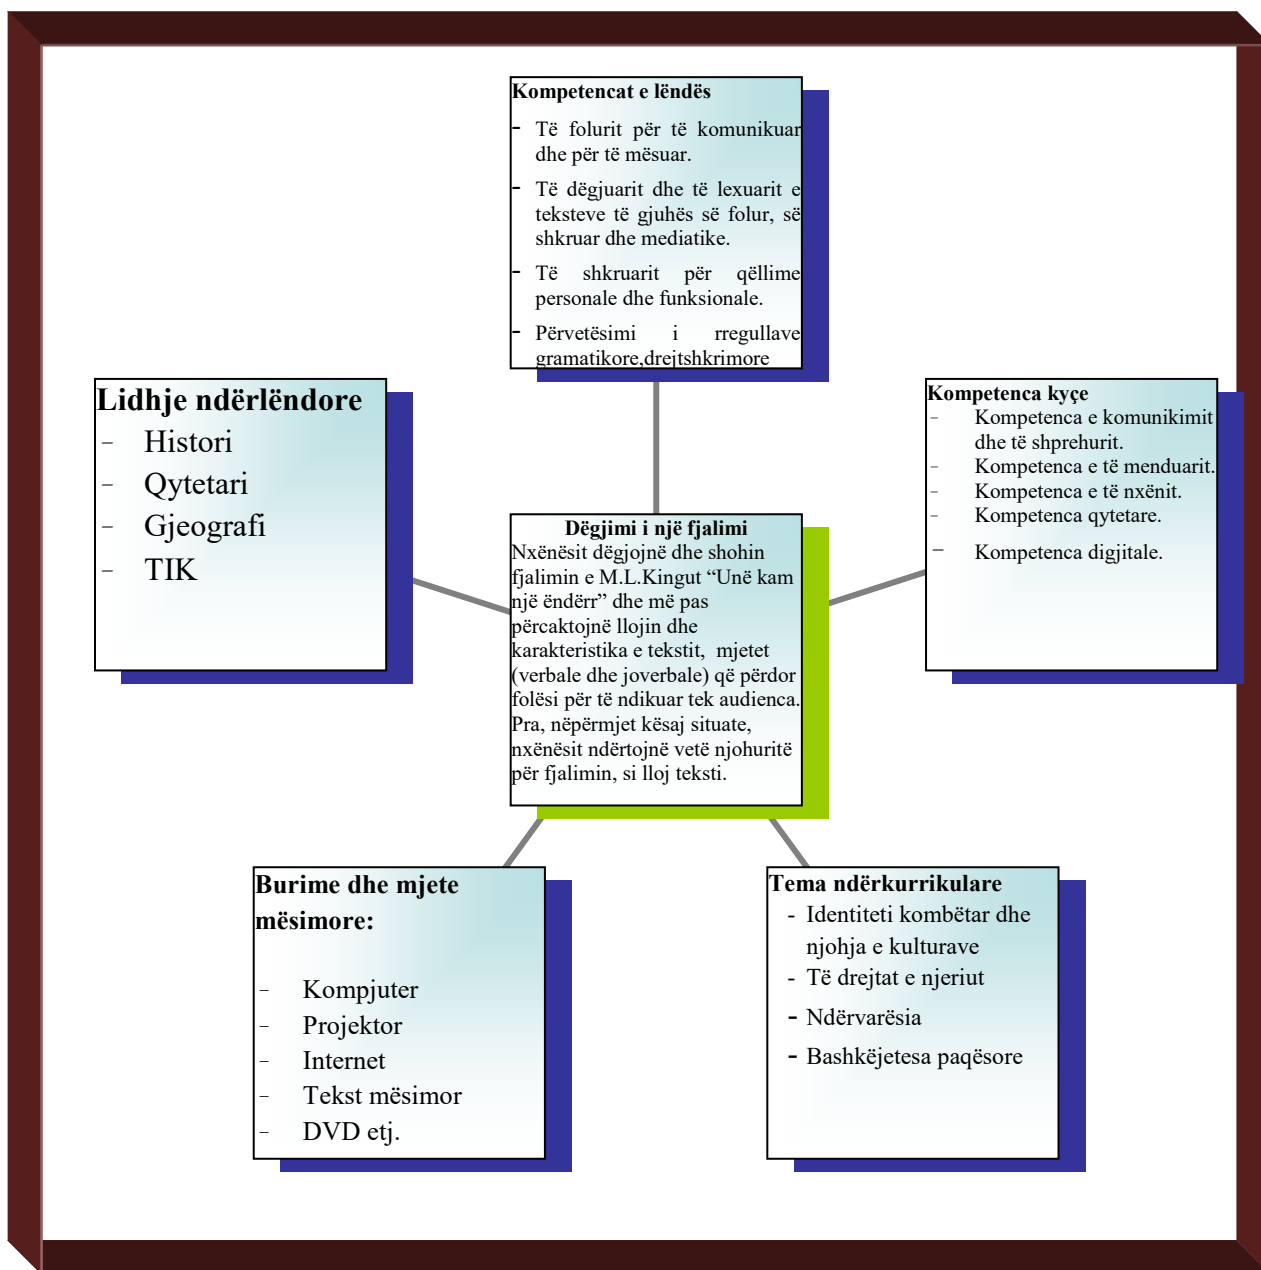 Kompetencat e lëndës
- Të folurit për të komunikuar
dhe për të mësuar.
- Të dëgjuarit dhe të lexuarit e
teksteve të gjuhës së folur, së
shkruar dhe mediatike.
- Të shkruarit për qëllime
personale dhe funksionale.
- Përvetësimi i rregullave
gramatikore,drejtshkrimore
Lidhje ndërlëndore
- Histori
- Qytetari
- Gjeografi
- TIK
Kompetenca kyçe
- Kompetenca e komunikimit
dhe të shprehurit.
- Kompetenca e të menduarit.
- Kompetenca e të nxënit.
- Kompetenca qytetare.
- Kompetenca digjitale.
Dëgjimi i një fjalimi
Nxënësit dëgjojnë dhe shohin
fjalimin e M.L.Kingut “Unë kam
një ëndërr” dhe më pas
përcaktojnë llojin dhe
karakteristika e tekstit, mjetet
(verbale dhe joverbale) që përdor
folësi për të ndikuar tek audienca.
Pra, nëpërmjet kësaj situate,
nxënësit ndërtojnë vetë njohuritë
për fjalimin, si lloj teksti.
Burime dhe mjete
mësimore:
- Kompjuter
- Projektor
- Internet
- Tekst mësimor
- DVD etj.
Tema ndërkurrikulare
- Identiteti kombëtar dhe
njohja e kulturave
- Të drejtat e njeriut
- Ndërvarësia
- Bashkëjetesa paqësore